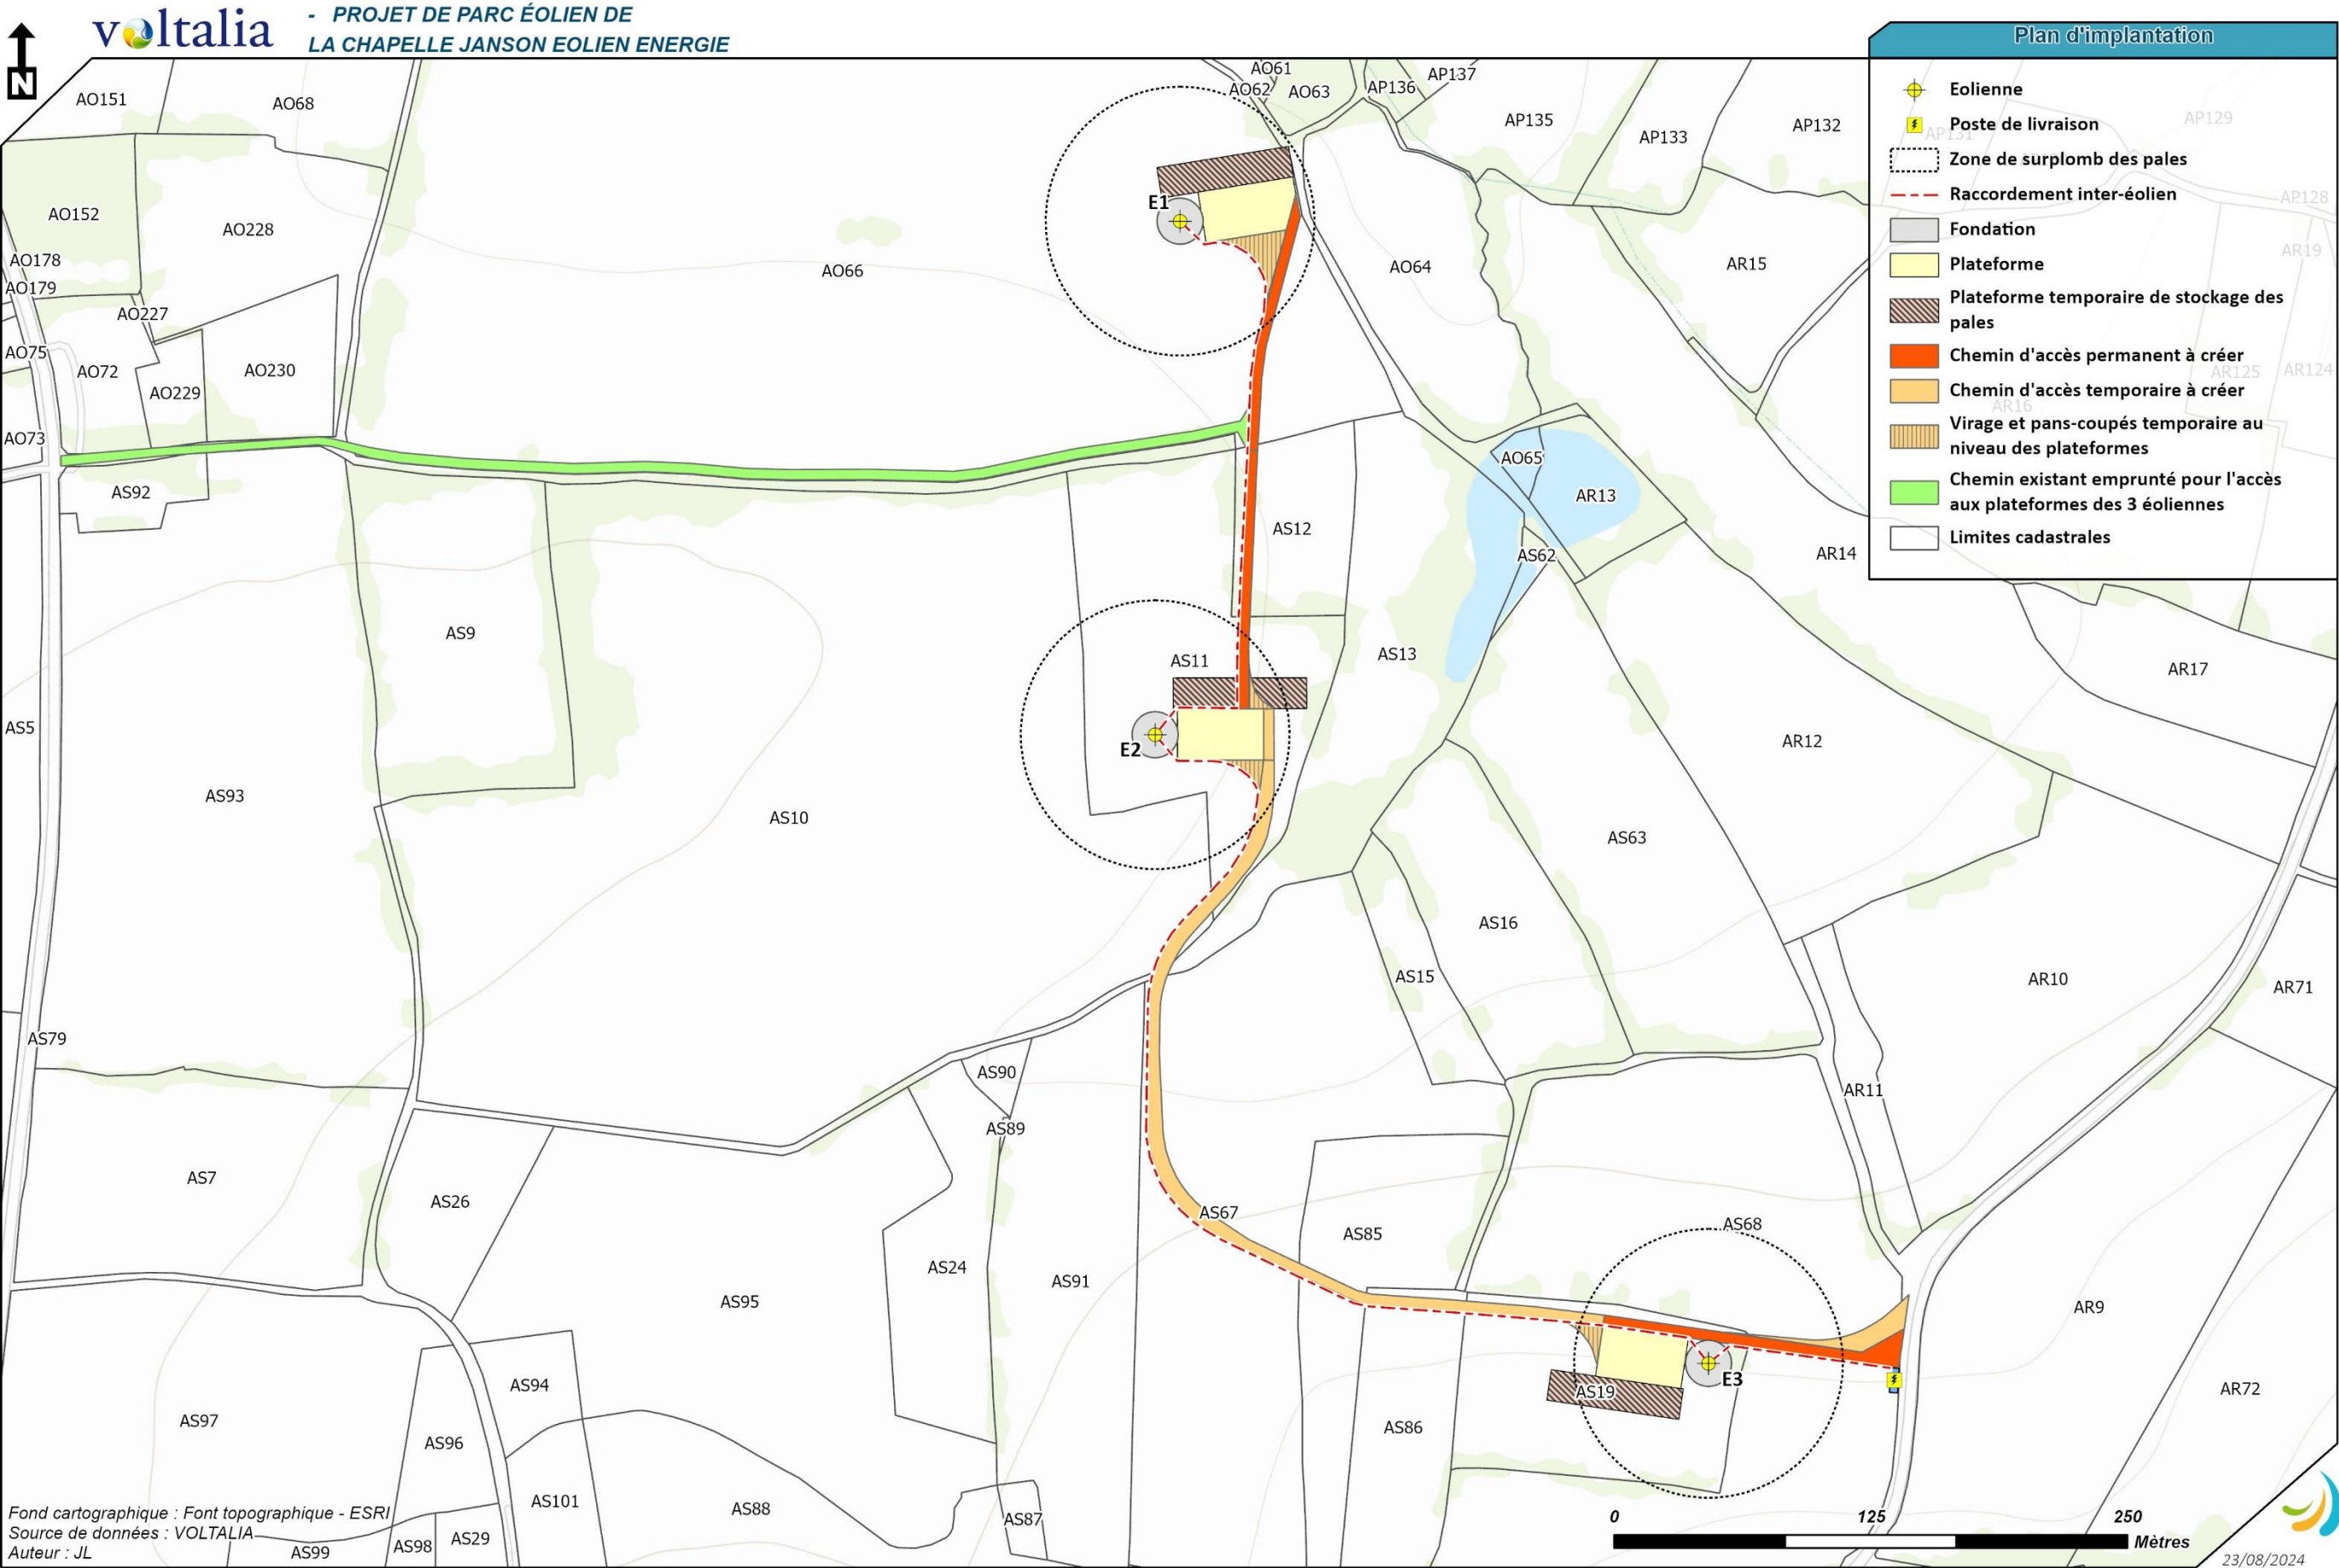 voltalia
- PROJET DE PARC ÉOLIEN DE
LA CHAPELLE JANSON EOLIEN ENERGIE
N
Plan d'implantation
Eolienne
Poste de livraison
Zone de surplomb des pales
Raccordement inter-éolien
Fondation
Plateforme
Plateforme temporaire de stockage des
pales
Chemin d'accès permanent à créer
Chemin d'accès temporaire à créer
Virage et pans-coupés temporaire au
niveau des plateformes
Chemin existant emprunté pour l'accès
aux plateformes des 3 éoliennes
Limites cadastrales
AP129
AP131
AP128
AR19
AR125
AR124
AR16
AO61
AO62
AO63
AP136
AP137
AO151
AO68
AP135
AP133
AP132
AO152
AO228
E1
AO178
AO179
AO66
AO64
AR15
AO227
AO75
AO72
AO229
AO230
AO73
AO65
AR13
AS92
AS12
AS62
AR14
AS9
AS11
AS13
AR17
AS5
E2
AR12
AS93
AS10
AS63
AS16
AS15
AR10
AR71
AS79
AS90
AR11
AS89
AS7
AS26
AS67
AS85
AS68
AS24
AS91
AS95
AR9
E3
AS94
AS19
AR72
AS97
AS96
AS86
AS101
AS88
AS87
AS29
AS98
AS99
Fond cartographique : Font topographique - ESRI
Source de données : VOLTALIA
Auteur : JL
0 125 250
Mètres
23/08/2024